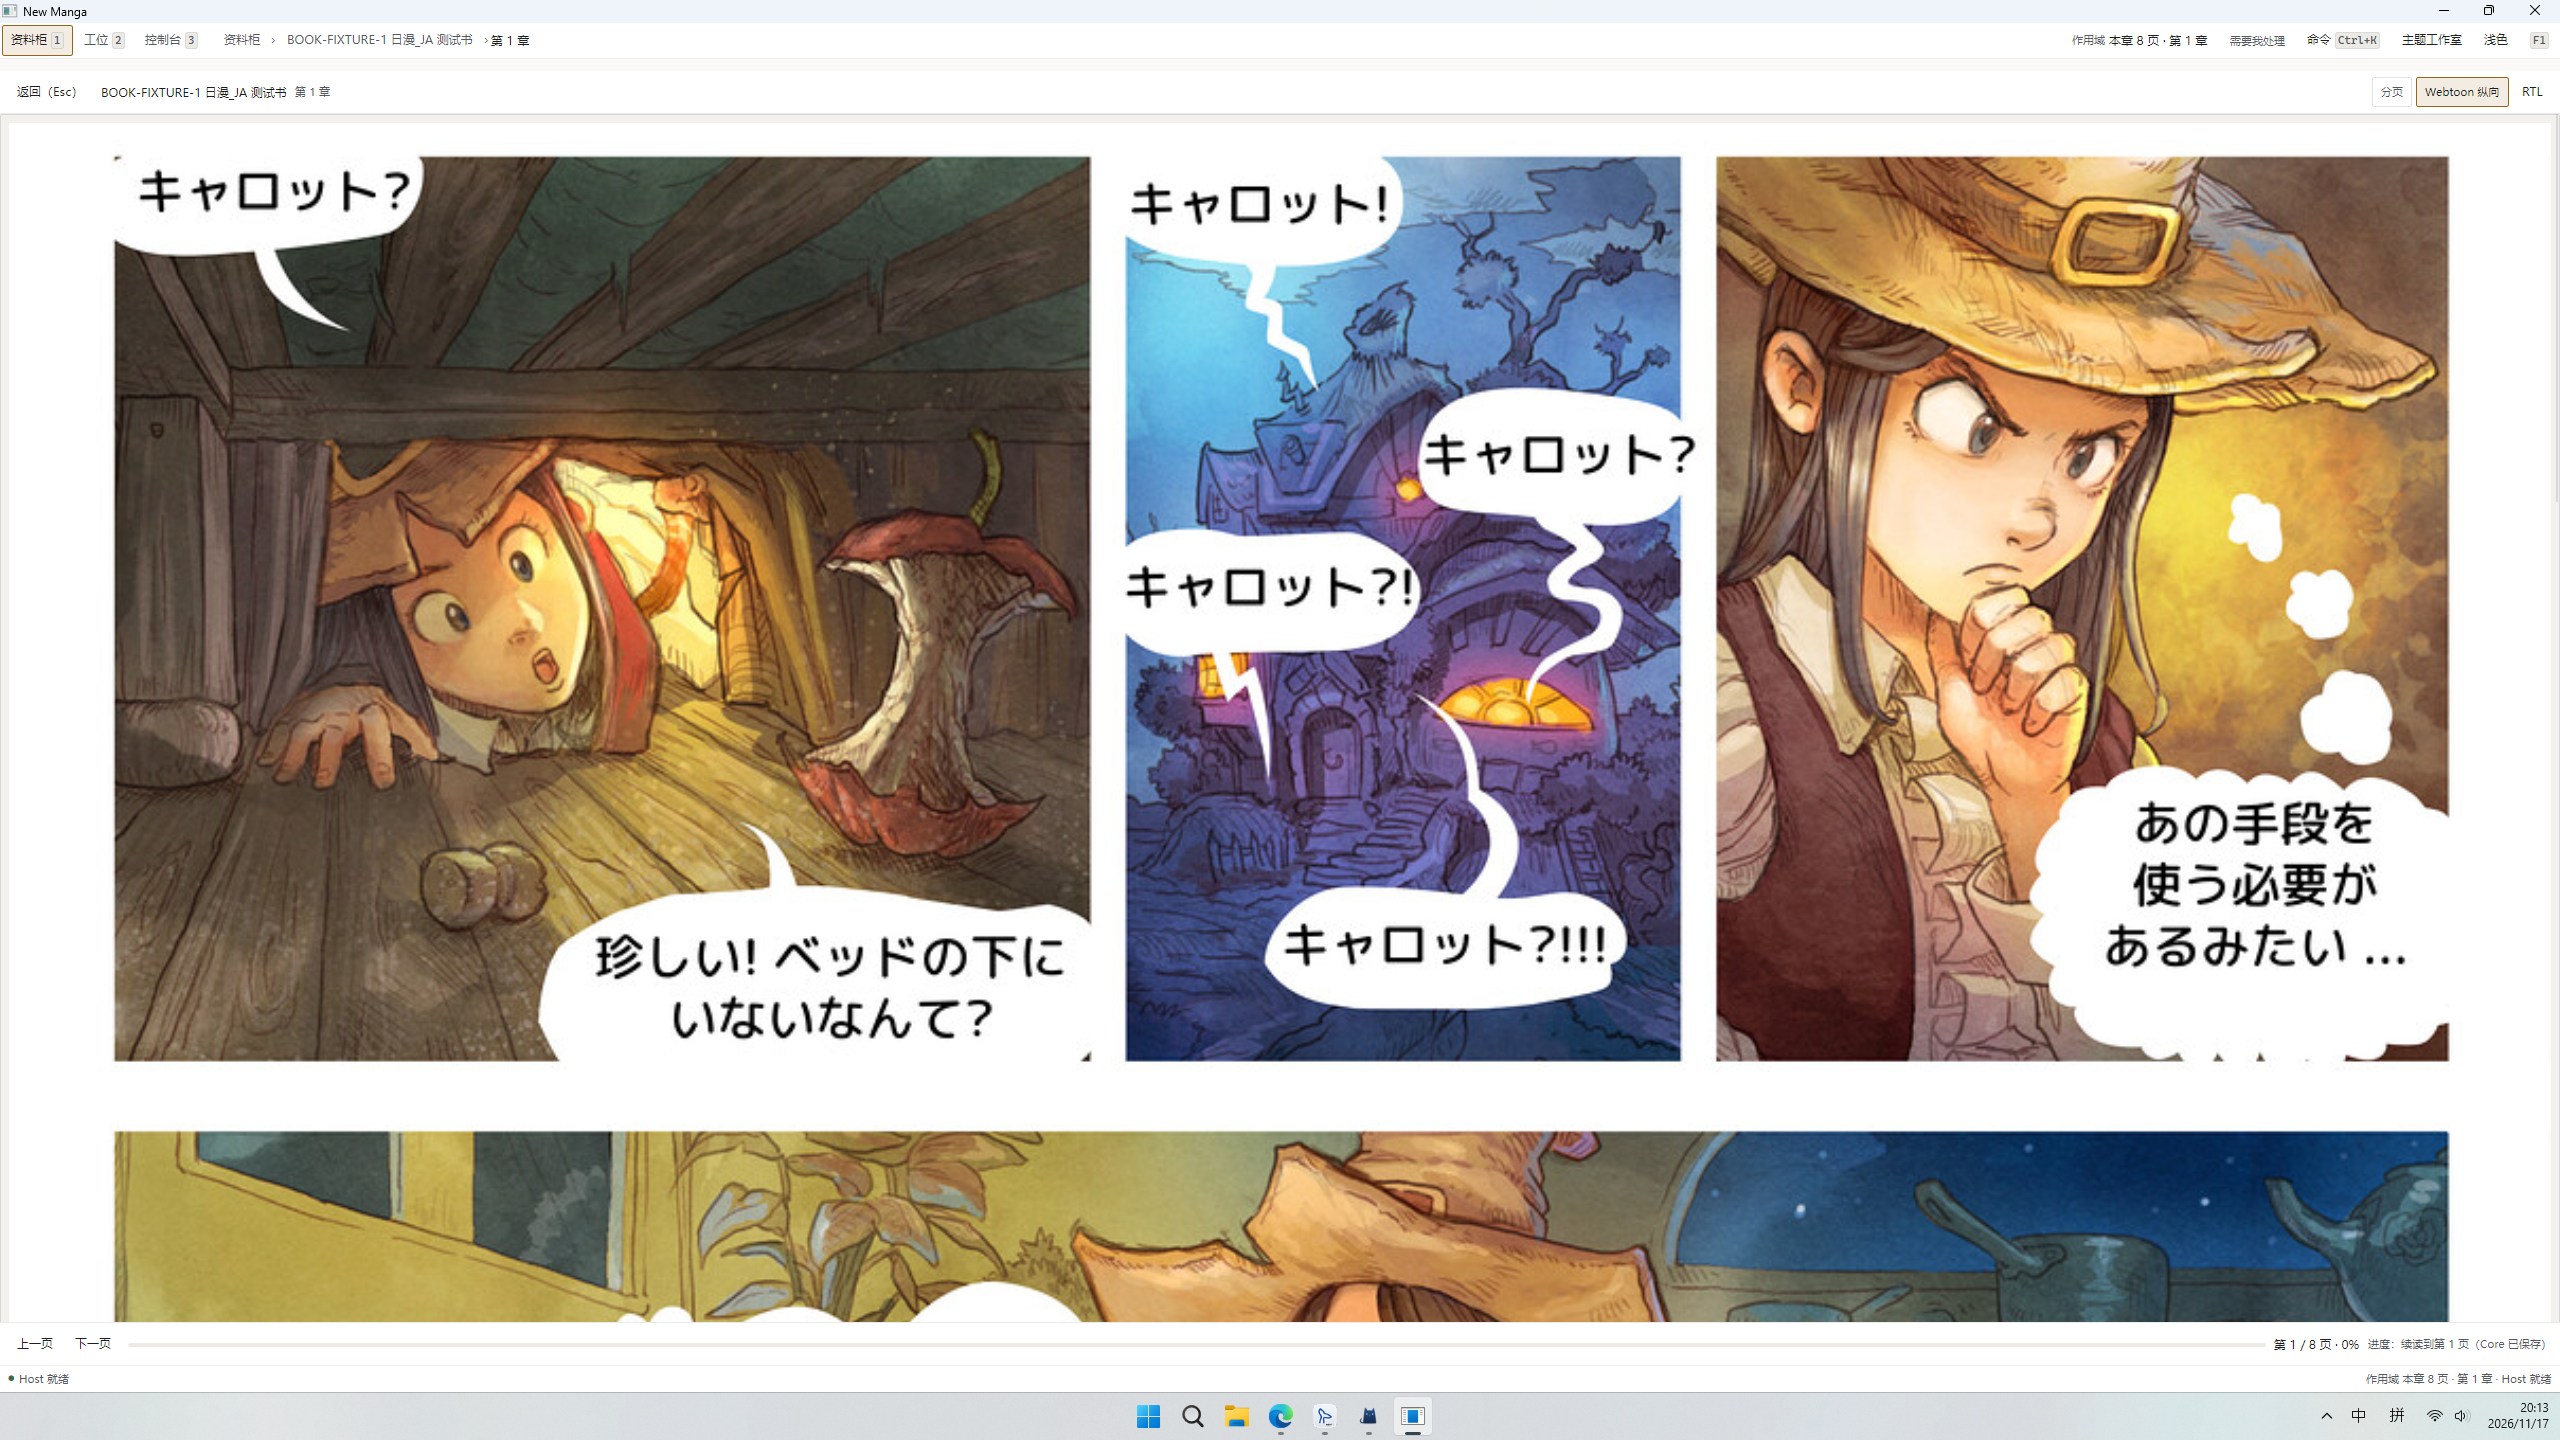 New Manga
资料柜 1 工位 2 控制台 3 资料柜 › BOOK-FIXTURE-1 日漫_JA 测试书 › 第 1 章
作用域 本章 8 页 · 第 1 章 需要我处理 命令 Ctrl+K 主题工作室 浅色 F1
返回（Esc） BOOK-FIXTURE-1 日漫_JA 测试书 第 1 章
分页 Webtoon 纵向 RTL
キャロット?
珍しい! ベッドの下に
いないなんて?
キャロット!
キャロット?
キャロット?!
キャロット?!!!
あの手段を
使う必要が
あるみたい ...
上一页 下一页
第 1 / 8 页 · 0% 进度：续读到第 1 页（Core 已保存）
Host 就绪
作用域 本章 8 页 · 第 1 章 · Host 就绪
中 拼
20:13
2026/11/17